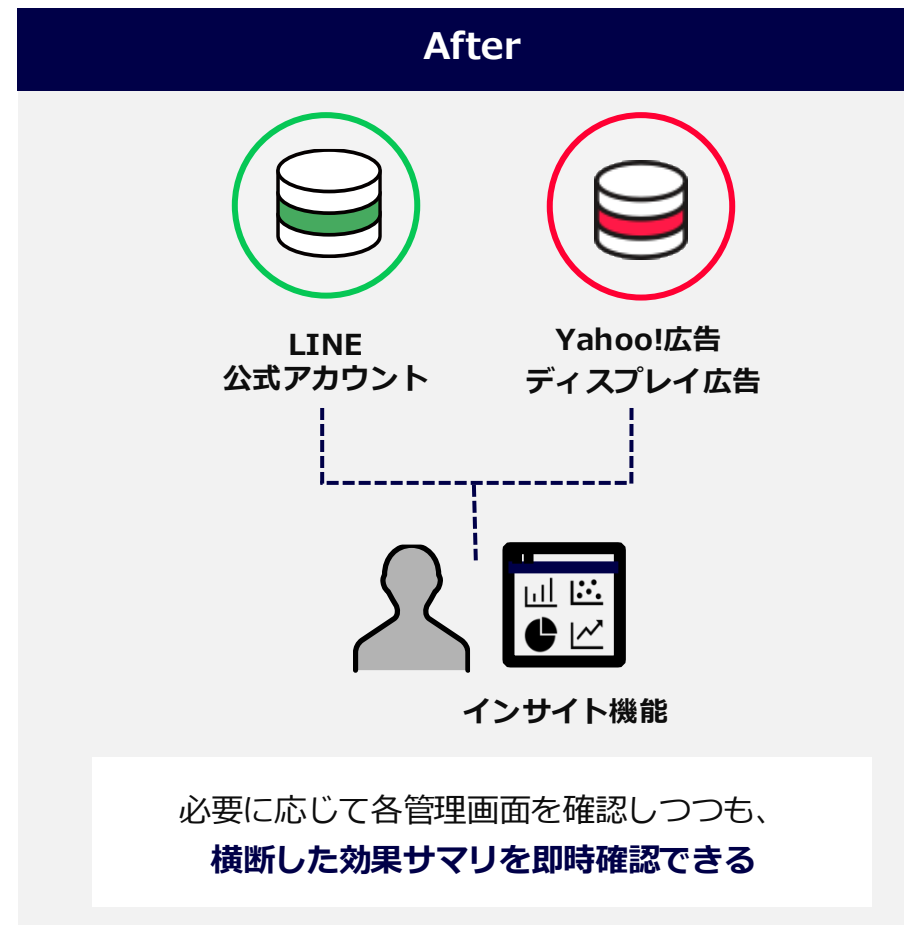 After
LINE
公式アカウント
Yahoo!広告
ディスプレイ広告
インサイト機能
必要に応じて各管理画面を確認しつつも、
横断した効果サマリを即時確認できる